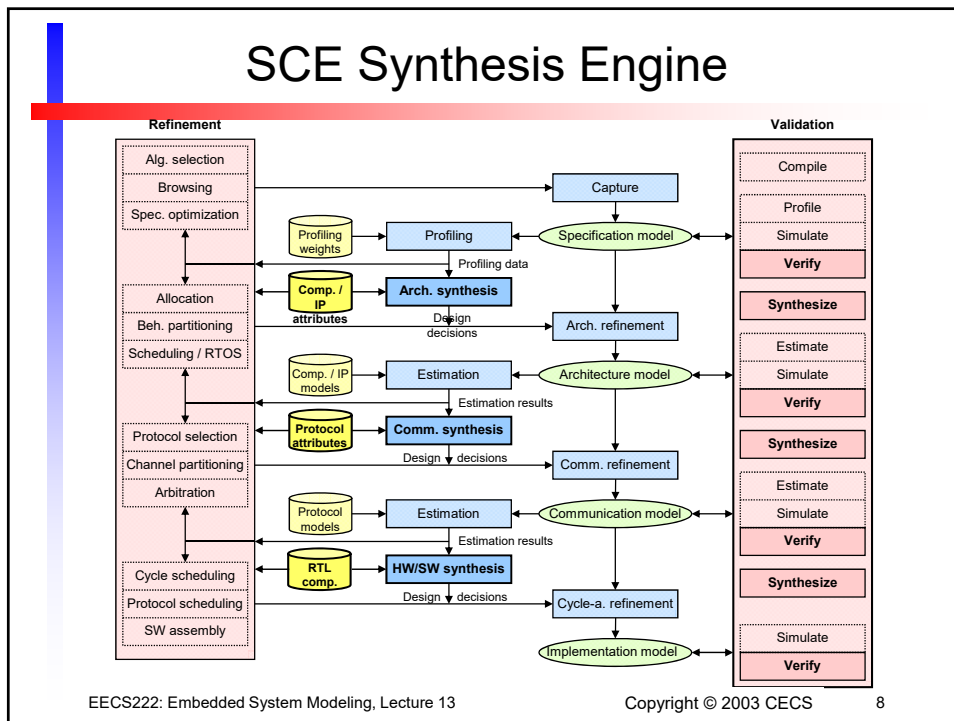 SCE Synthesis Engine
Refinement
Validation
Alg. selection
Browsing
Spec. optimization
Allocation
Beh. partitioning
Scheduling / RTOS
Protocol selection
Channel partitioning
Arbitration
Cycle scheduling
Protocol scheduling
SW assembly
Capture
Profiling
weights
Profiling
Specification model
Profiling data
Comp. /
IP
attributes
Arch. synthesis
Design
decisions
Arch. refinement
Comp. / IP
models
Estimation
Architecture model
Estimation results
Protocol
attributes
Comm. synthesis
Design decisions
Comm. refinement
Protocol
models
Estimation
Communication model
Estimation results
RTL
comp.
HW/SW synthesis
Design decisions
Cycle-a. refinement
Implementation model
Compile
Profile
Simulate
Verify
Synthesize
Estimate
Simulate
Verify
Synthesize
Estimate
Simulate
Verify
Synthesize
Simulate
Verify
EECS222: Embedded System Modeling, Lecture 13
Copyright © 2003 CECS
8